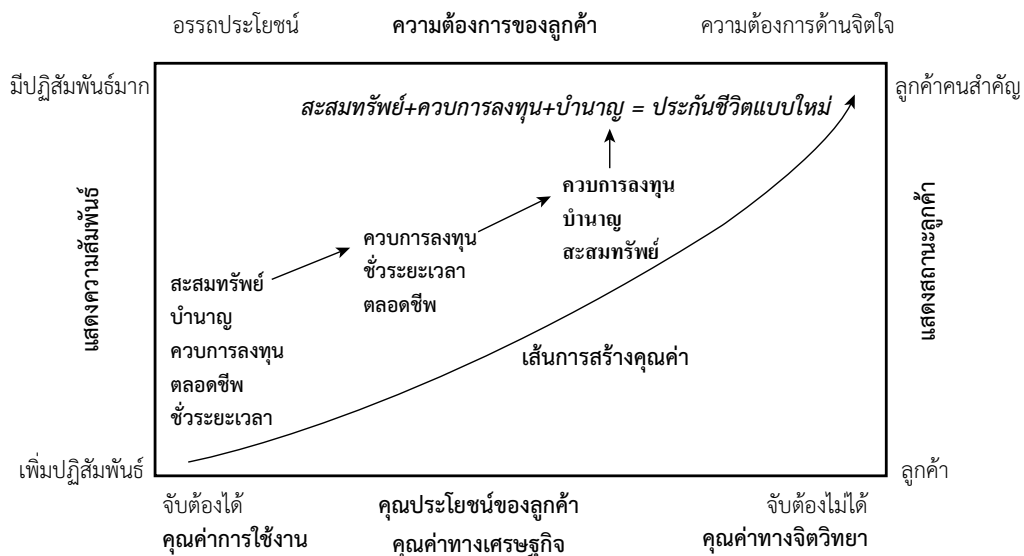 อรรถประโยชน์ ความต้องการของลูกค้า ความต้องการด้านจิตใจ
มีปฏิสัมพันธ์มาก
ลูกค้าคนสำคัญ
สะสมทรัพย์+ควบการลงทุน+บำนาญ = ประกันชีวิตแบบใหม่
แสดงความสัมพันธ์
แสดงสถานะลูกค้า
ควบการลงทุน
บำนาญ
สะสมทรัพย์
ควบการลงทุน
ชั่วระยะเวลา
ตลอดชีพ
สะสมทรัพย์
บำนาญ
ควบการลงทุน
ตลอดชีพ
ชั่วระยะเวลา
เส้นการสร้างคุณค่า
เพิ่มปฏิสัมพันธ์
ลูกค้า
จับต้องได้ คุณประโยชน์ของลูกค้า จับต้องไม่ได้
คุณค่าการใช้งาน คุณค่าทางเศรษฐกิจ คุณค่าทางจิตวิทยา